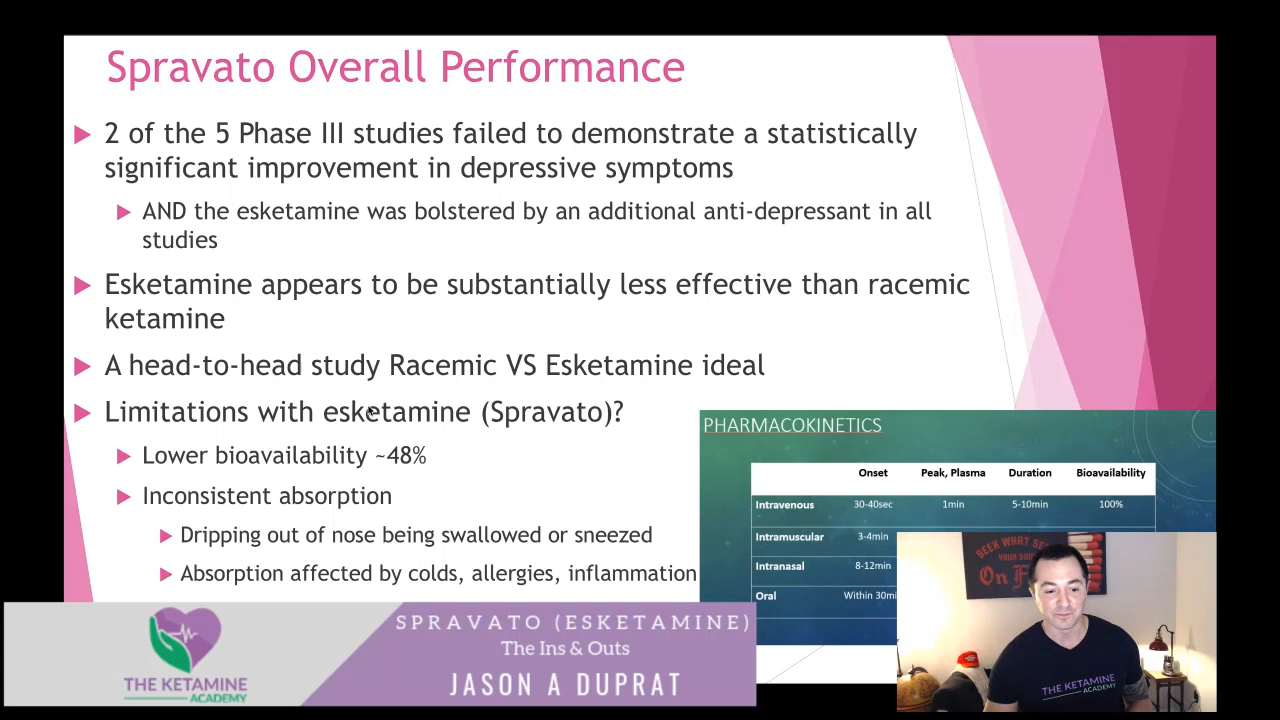 Spravato Overall Performance
2 of the 5 Phase III studies failed to demonstrate a statistically
significant improvement in depressive symptoms
AND the esketamine was bolstered by an additional anti-depressant in all
studies
Esketamine appears to be substantially less effective than racemic
ketamine
A head-to-head study Racemic VS Esketamine ideal
Limitations with esketamine (Spravato)?
Lower bioavailability ~48%
Inconsistent absorption
Dripping out of nose being swallowed or sneezed
Absorption affected by colds, allergies, inflammation
PHARMACOKINETICS
Onset Peak, Plasma Duration Bioavailability
Intravenous 30-40sec 1min 5-10min 100%
Intramuscular 3-4min
Intranasal 8-12min
Oral Within
SEEK WHAT
YOUR
On
THE KETAMINE
ACADEMY
THE KETAMINE
ACADEMY
SPRAVATO (ESKETAMINE)
The Ins & Outs
JASON A DUPRAT